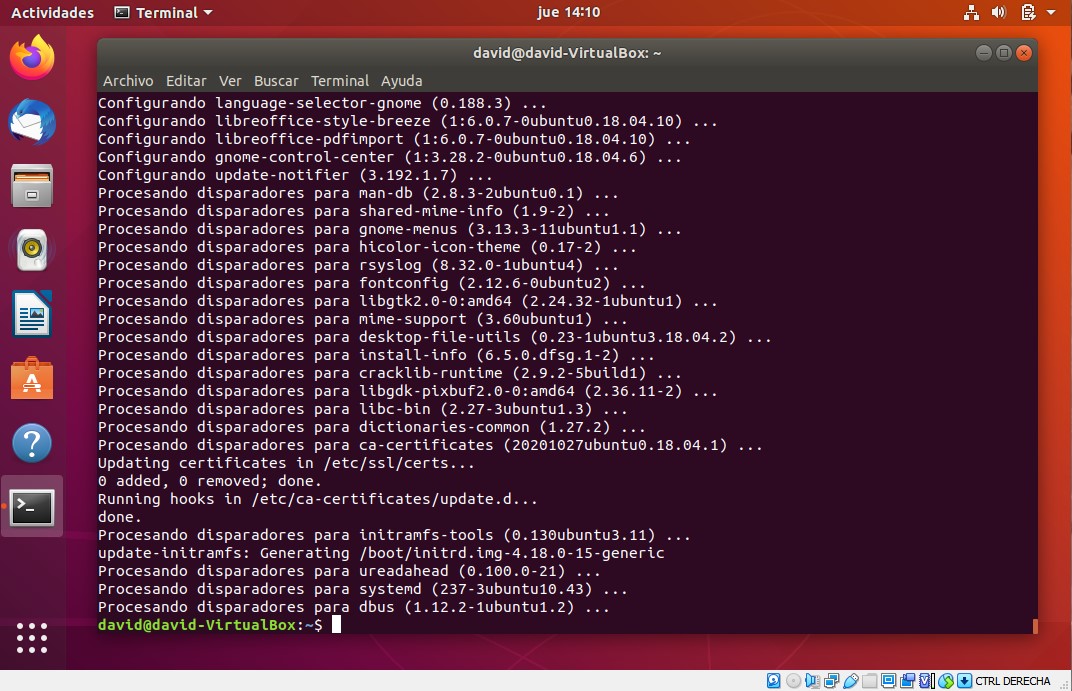 Actividades Terminal jue 14:10
david@david-VirtualBox: ~
Archivo Editar Ver Buscar Terminal Ayuda
Configurando language-selector-gnome (0.188.3) ...
Configurando libreoffice-style-breeze (1:6.0.7-0ubuntu0.18.04.10) ...
Configurando libreoffice-pdfimport (1:6.0.7-0ubuntu0.18.04.10) ...
Configurando gnome-control-center (1:3.28.2-0ubuntu0.18.04.6) ...
Configurando update-notifier (3.192.1.7) ...
Procesando disparadores para man-db (2.8.3-2ubuntu0.1) ...
Procesando disparadores para shared-mime-info (1.9-2) ...
Procesando disparadores para gnome-menus (3.13.3-11ubuntu1.1) ...
Procesando disparadores para hicolor-icon-theme (0.17-2) ...
Procesando disparadores para rsyslog (8.32.0-1ubuntu4) ...
Procesando disparadores para fontconfig (2.12.6-0ubuntu2) ...
Procesando disparadores para libgtk2.0-0:amd64 (2.24.32-1ubuntu1) ...
Procesando disparadores para mime-support (3.60ubuntu1) ...
Procesando disparadores para desktop-file-utils (0.23-1ubuntu3.18.04.2) ...
Procesando disparadores para install-info (6.5.0.dfsg.1-2) ...
Procesando disparadores para cracklib-runtime (2.9.2-5build1) ...
Procesando disparadores para libgdk-pixbuf2.0-0:amd64 (2.36.11-2) ...
Procesando disparadores para libc-bin (2.27-3ubuntu1.3) ...
Procesando disparadores para dictionaries-common (1.27.2) ...
Procesando disparadores para ca-certificates (20201027ubuntu0.18.04.1) ...
Updating certificates in /etc/ssl/certs...
0 added, 0 removed; done.
Running hooks in /etc/ca-certificates/update.d...
done.
Procesando disparadores para initramfs-tools (0.130ubuntu3.11) ...
update-initramfs: Generating /boot/initrd.img-4.18.0-15-generic
Procesando disparadores para ureadahead (0.100.0-21) ...
Procesando disparadores para systemd (237-3ubuntu10.43) ...
Procesando disparadores para dbus (1.12.2-1ubuntu1.2) ...
david@david-VirtualBox:~$
CTRL DERECHA